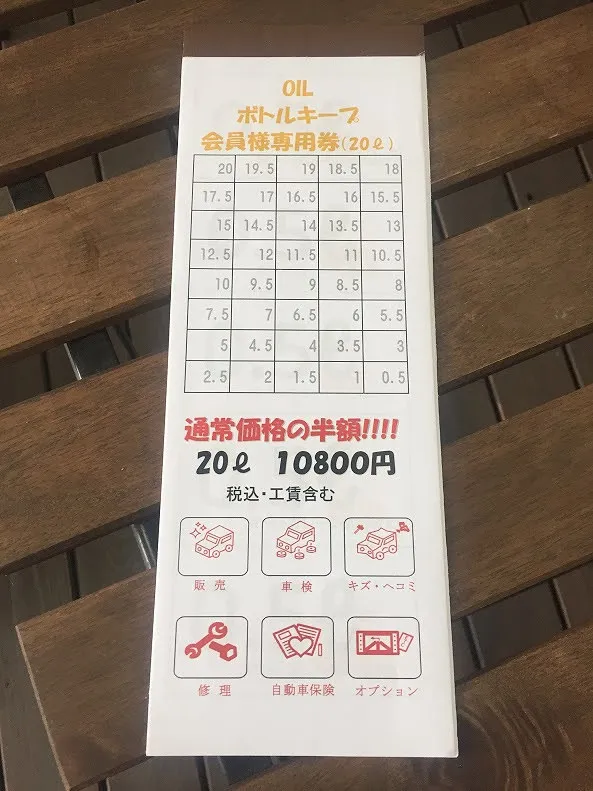 OIL
ボトルキープ
会員様専用券(20ℓ)
20 19.5 19 18.5 18
17.5 17 16.5 16 15.5
15 14.5 14 13.5 13
12.5 12 11.5 11 10.5
10 9.5 9 8.5 8
7.5 7 6.5 6 5.5
5 4.5 4 3.5 3
2.5 2 1.5 1 0.5
通常価格の半額!!!!
20ℓ 10800円
税込・工賃含む
販売 車検 キズ・ヘコミ
修理 自動車保険 オプション